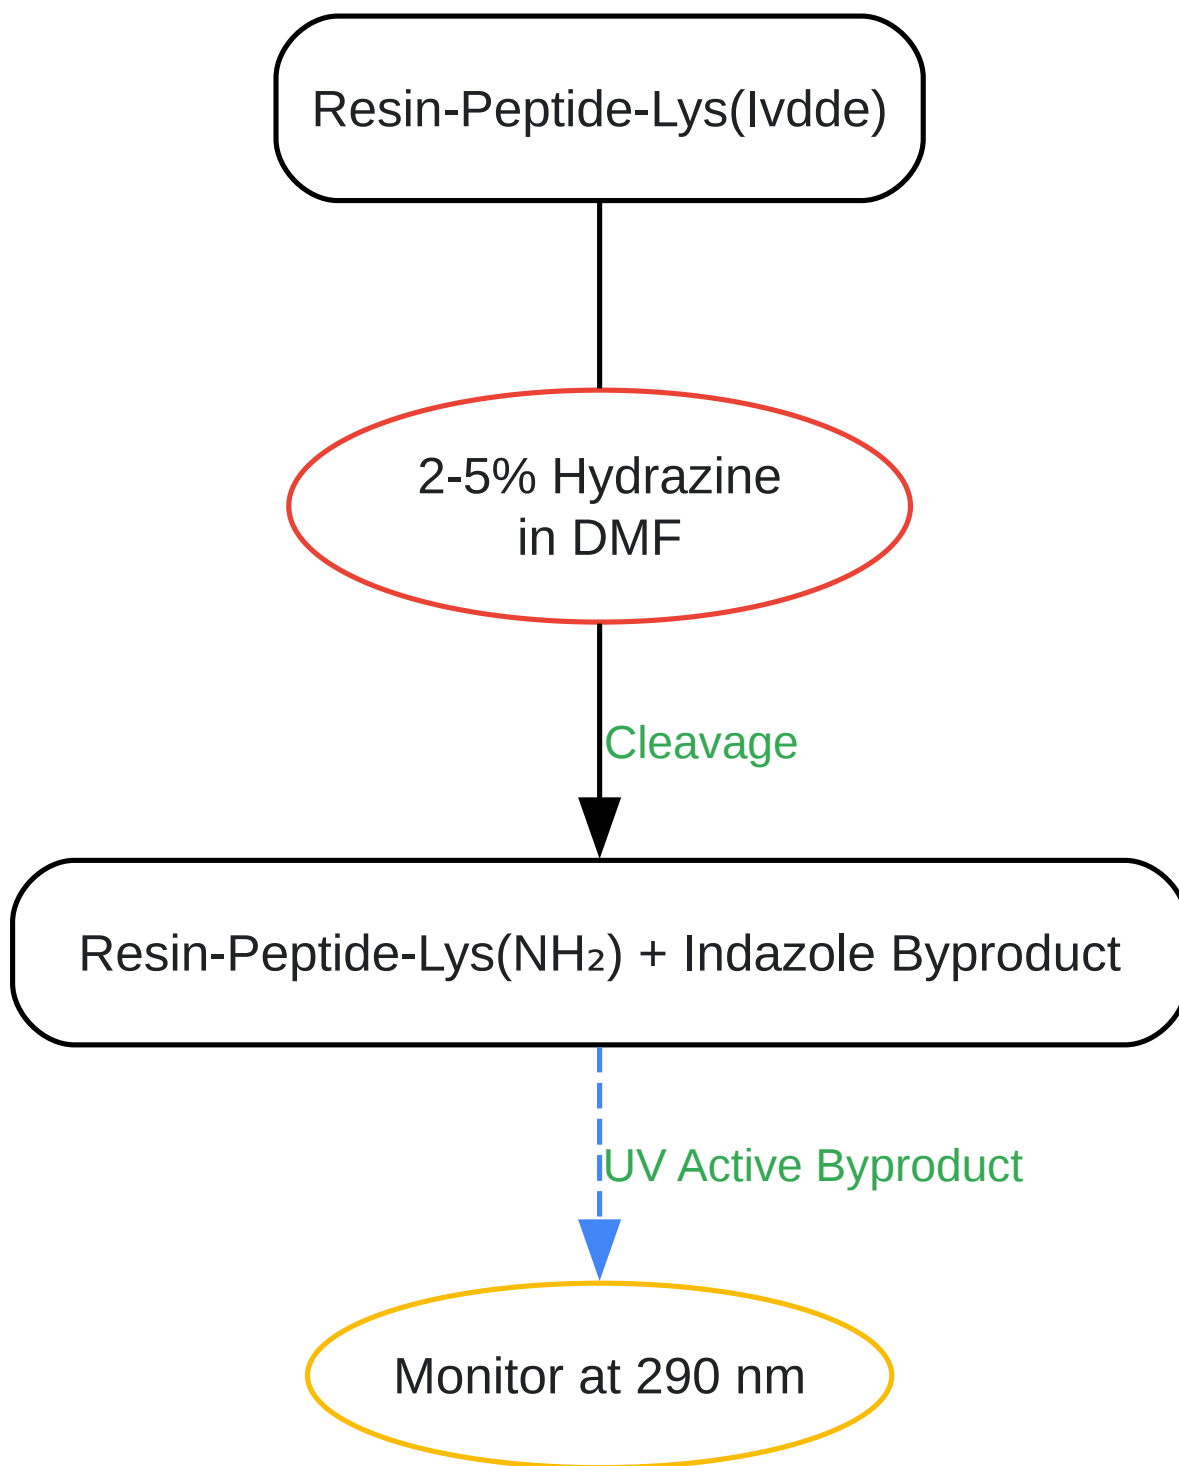 Resin-Peptide-Lys(Ivdde)
2-5% Hydrazine
in DMF
Cleavage
Resin-Peptide-Lys(NH₂) + Indazole Byproduct
UV Active Byproduct
Monitor at 290 nm